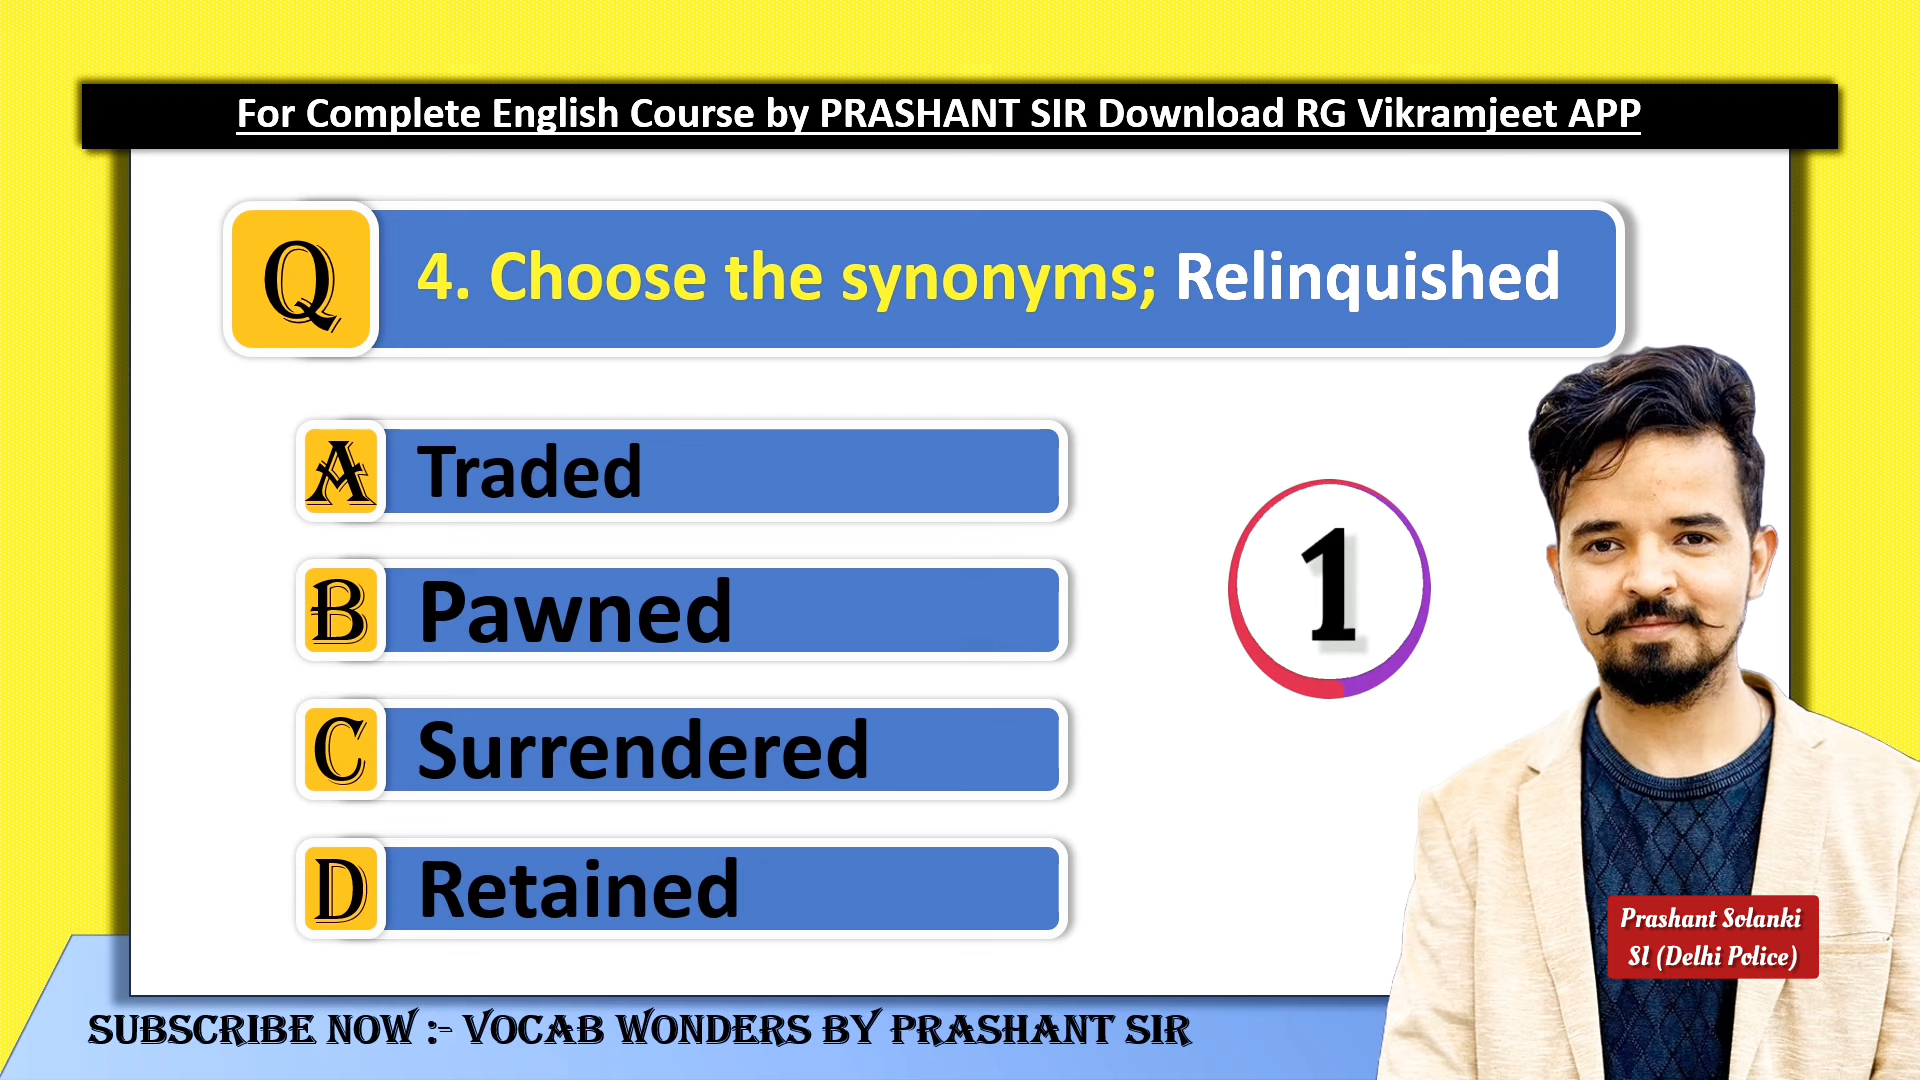 For Complete English Course by PRASHANT SIR Download RG Vikramjeet APP
Q 4. Choose the synonyms; Relinquished
A Traded
B Pawned
1
C Surrendered
D Retained
Prashant Solanki
SI (Delhi Police)
SUBSCRIBE NOW :- VOCAB WONDERS BY PRASHANT SIR